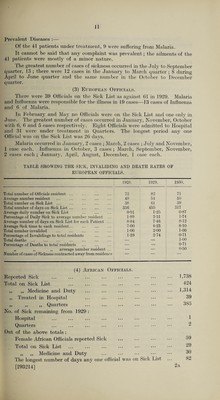 11
Prevalent Diseases :—
Of the 41 patients under treatment, 9 were suffering from Malaria.
It cannot be said that any complaint was prevalent; the ailments of the
41 patients were mostly of a minor nature.
The greatest number of cases of sickness occurred in the July to September
quarter, 13; there were 12 cases in the January to March quarter; 8 during
April to June quarter and the same number in the October to December
quarter.
(3) European Officials.
There were 39 Officials on the Sick List as against 61 in 1929. Malaria
and Influenza were responsible for the illness in 19 cases—13 cases of Influenza
and 6 of Malaria.
In February and May no Officials were on the Sick List and one only in
June. The greatest number of cases occurred in January, November, October
with 6, 6 and 5 cases respectively. Eight Officials were admitted to Hospital
and 31 were under treatment in Quarters. The longest period any one
Official was on the Sick List was 26 days.
Malaria occurred in January, 2 cases; March, 2 cases; July and November,
1 case each. Influenza in October, 3 cases; March, September, November,
2 cases each; January, April, August, December, 1 case each.
TABLE SHOWING THE SICK, INVALIDING AND DEATH RATES OF
EUROPEAN OFFICIALS.
1928. 1929. 1930.
Total number of Officials resident
Average number resident
Total number on Sick List
Total number of days on Sick List
Average daily number on Sick List
Percentage of Daily Sick to average number resident
Average number of days on Sick List for each Patient
Average Sick time to each resident
Total number invalided
Percentage of Invalidings to total residents
Total deaths
Percentage of Deaths to total residents
average number resident
Number of cases of Sickness contracted away from residence
(4) African Officials.
Reported Sick 1,739
Total on Sick List 424
„ „ Medicine and Duty 1,314
„ Treated in Hospital 39
„ „ Quarters 385
No. of Sick remaining from 1929 :
Hospital 1
Quarters 2
Out of the above totals :
Female African Officials reported Sick 59
Total on Sick List 29
„ „ Medicine and Duty 30
The longest number of days any one official was on Sick List 82
[293214] 2A